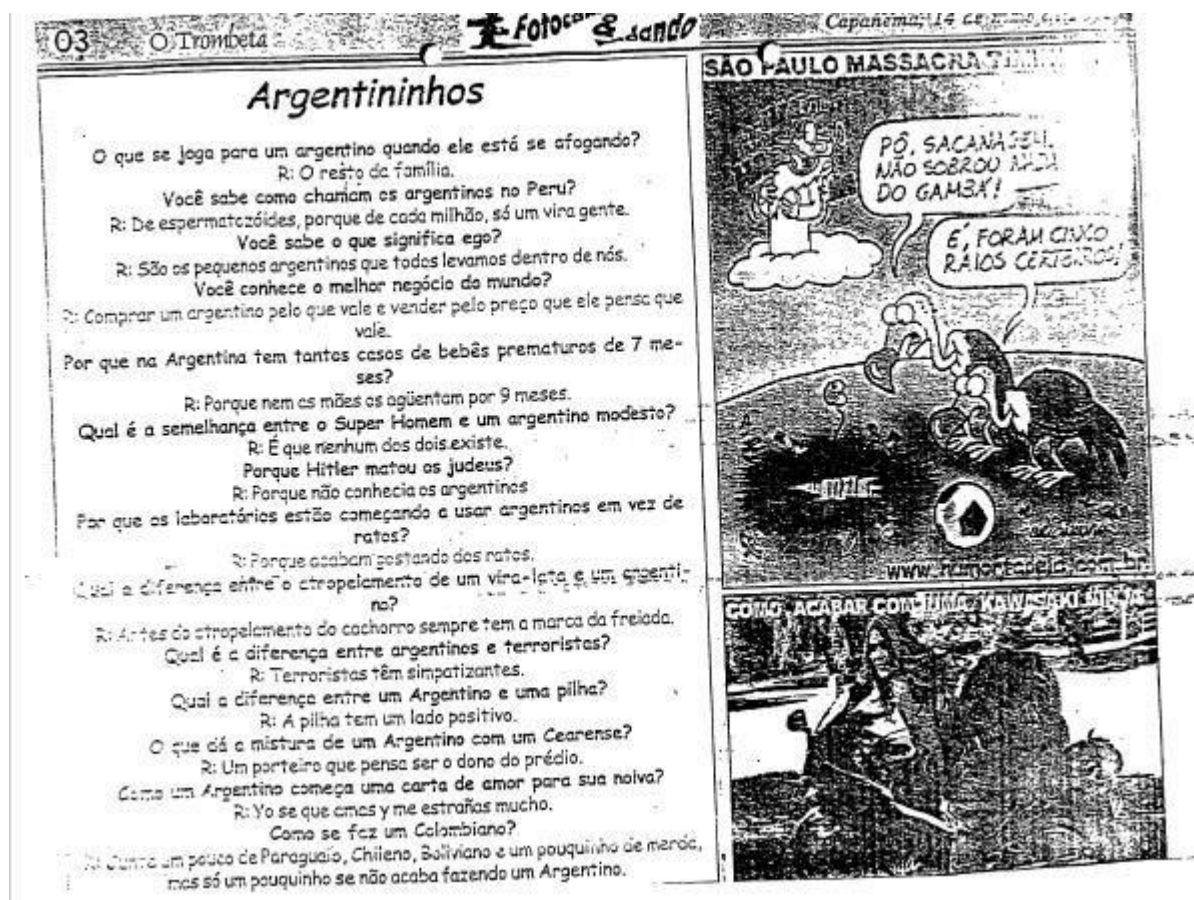 03 O Trombeta
Capanema, 14 de
Argentininhos
O que se joga para um argentino quando ele está se afogando?
R: O resto da família.
Você sabe como chamam os argentinos no Peru?
R: De espermatozóides, porque de cada milhão, só um vira gente.
Você sabe o que significa ego?
R: São os pequenos argentinos que todos levamos dentro de nós.
Você conhece o melhor negócio do mundo?
R: Comprar um argentino pelo que vale e vender pelo preço que ele pensa que
vale.
Por que na Argentina tem tantos casos de bebês prematuros de 7 me-
ses?
R: Porque nem as mães os agüentam por 9 meses.
Qual é a semelhança entre o Super Homem e um argentino modesto?
R: É que nenhum dos dois existe.
Porque Hitler matou os judeus?
R: Porque não conhecia os argentinos
Por que os laboratórios estão começando a usar argentinos em vez de
ratos?
R: Porque acabam gostando dos ratos.
Qual a diferença entre o atropelamento de um vira-lata e um argenti-
no?
R: Antes do atropelamento do cachorro sempre tem a marca da freiada.
Qual é a diferença entre argentinos e terroristas?
R: Terroristas têm simpatizantes.
Qual a diferença entre um Argentino e uma pilha?
R: A pilha tem um lado positivo.
O que dá a mistura de um Argentino com um Cearense?
R: Um porteiro que pensa ser o dono do prédio.
Como um Argentino começa uma carta de amor para sua noiva?
R: Yo se que amas y me estrañas mucho.
Como se faz um Colombiano?
um pouco de Paraguaio, Chileno, Boliviano e um pouquinho de merda,
mas só um pouquinho se não acaba fazendo um Argentino.
SÃO PAULO MASSACRA
PÔ, SACANAGEM,
NÃO SOBROU NADA
DO GAMBÁ!
É, FORAM CINCO
RAIOS CERTEIROS!
www.humortadela.com.br
COMO ACABAR COM UMA KAWASAKI NINJA